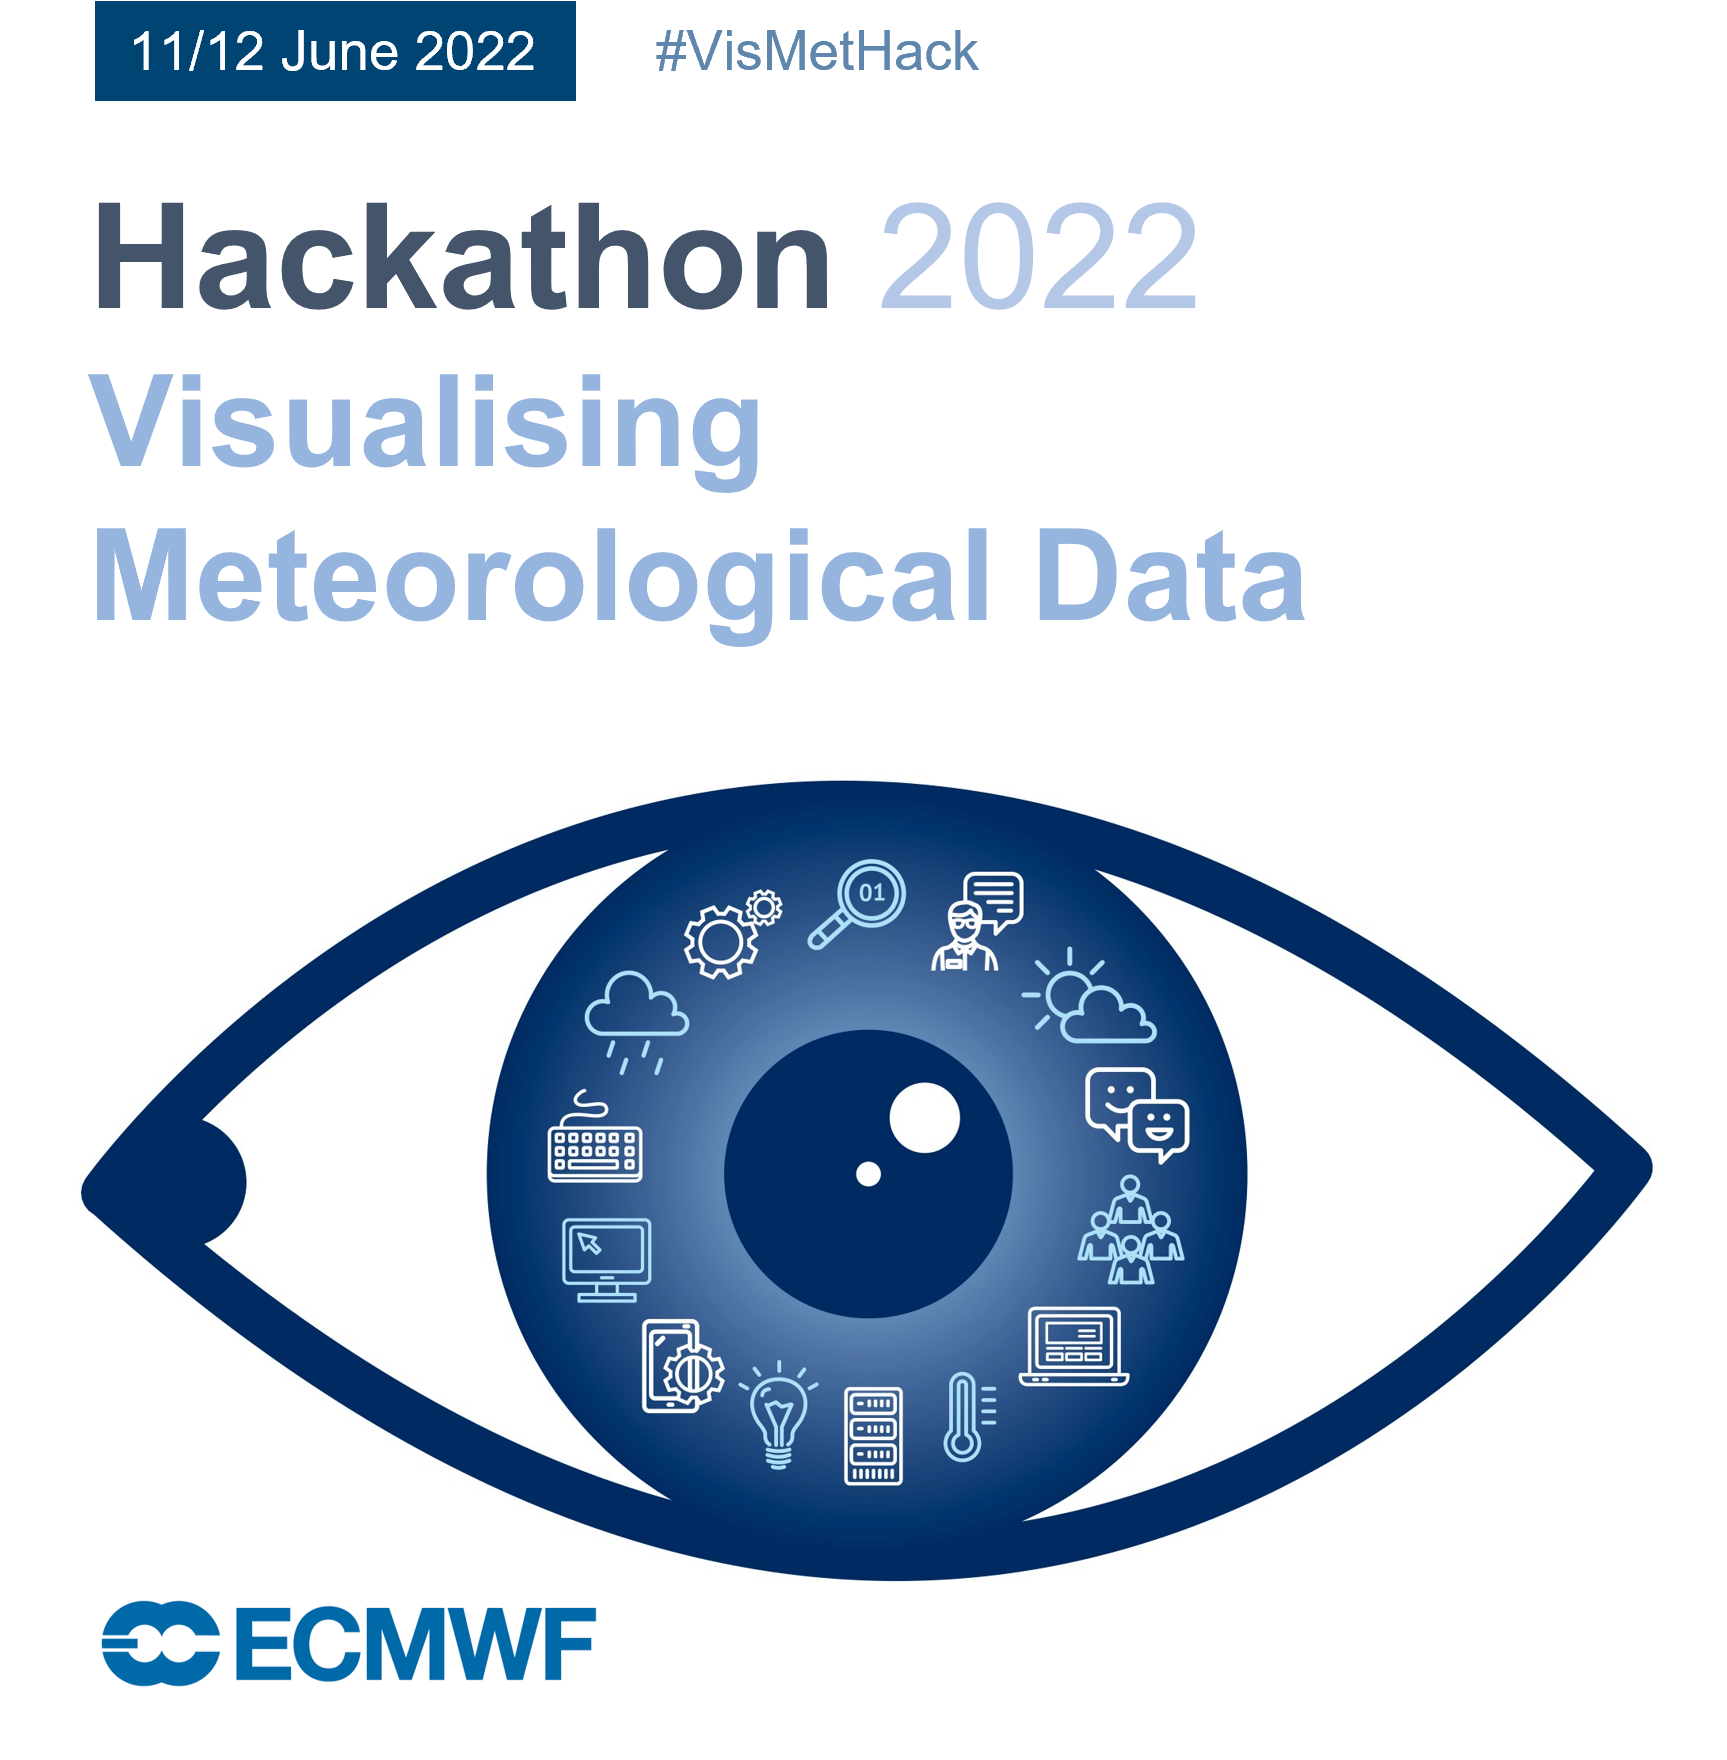 11/12 June 2022 #VisMetHack
Hackathon 2022
Visualising
Meteorological Data
01
ECMWF